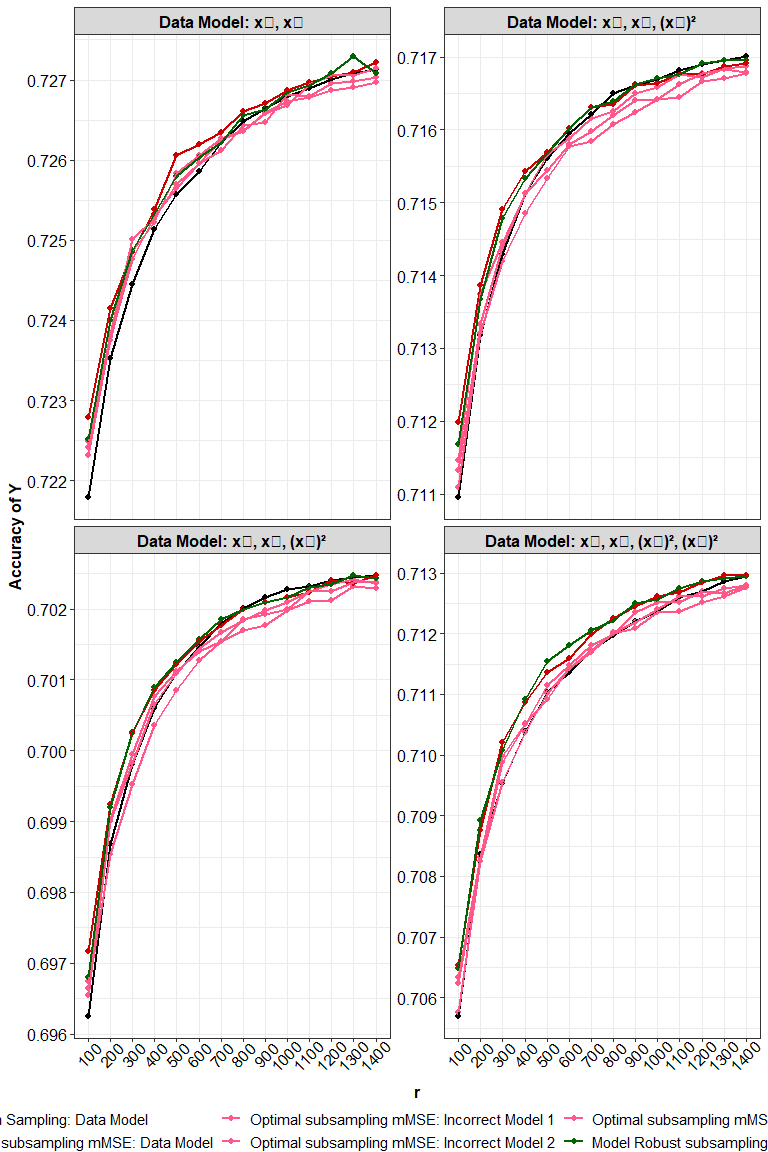 Data Model: x▯, x▯
Data Model: x▯, x▯, (x▯)²
0.727
0.726
0.725
0.724
0.723
0.722
0.717
0.716
0.715
0.714
0.713
0.712
0.711
Accuracy of Y
Data Model: x▯, x▯, (x▯)²
Data Model: x▯, x▯, (x▯)², (x▯)²
0.702
0.701
0.700
0.699
0.698
0.697
0.696
0.713
0.712
0.711
0.710
0.709
0.708
0.707
0.706
100 200 300 400 500 600 700 800 900 1000 1100 1200 1300 1400
100 200 300 400 500 600 700 800 900 1000 1100 1200 1300 1400
r
Sampling: Data Model Optimal subsampling mMSE: Incorrect Model 1 Optimal subsampling mMS
subsampling mMSE: Data Model Optimal subsampling mMSE: Incorrect Model 2 Model Robust subsampling